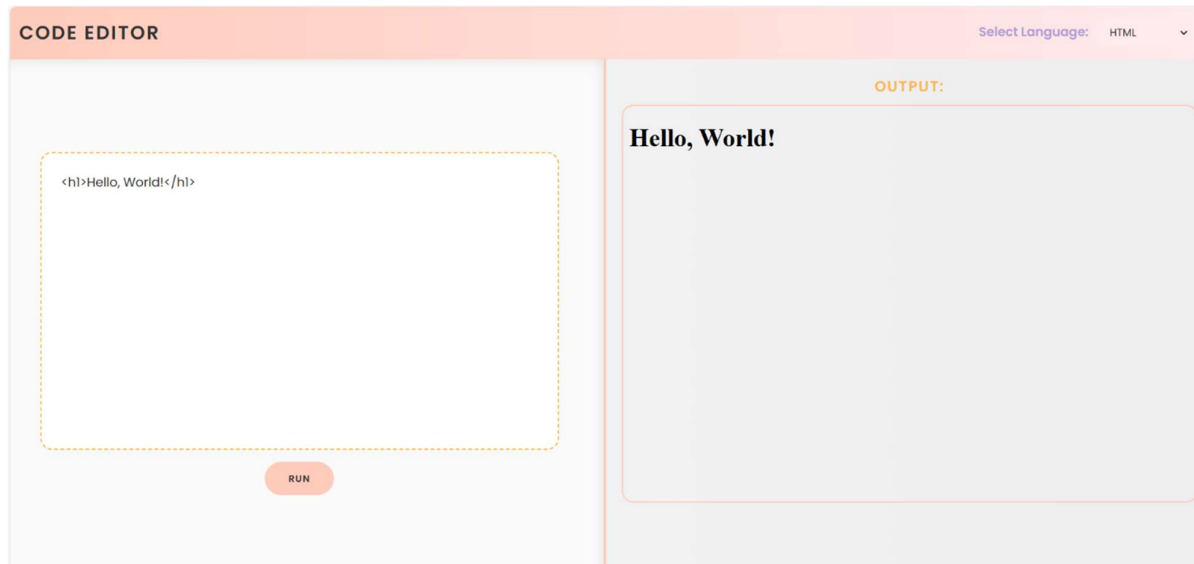 CODE EDITOR
Select Language: HTML
<h1>Hello, World!</h1>
RUN
OUTPUT:
Hello, World!